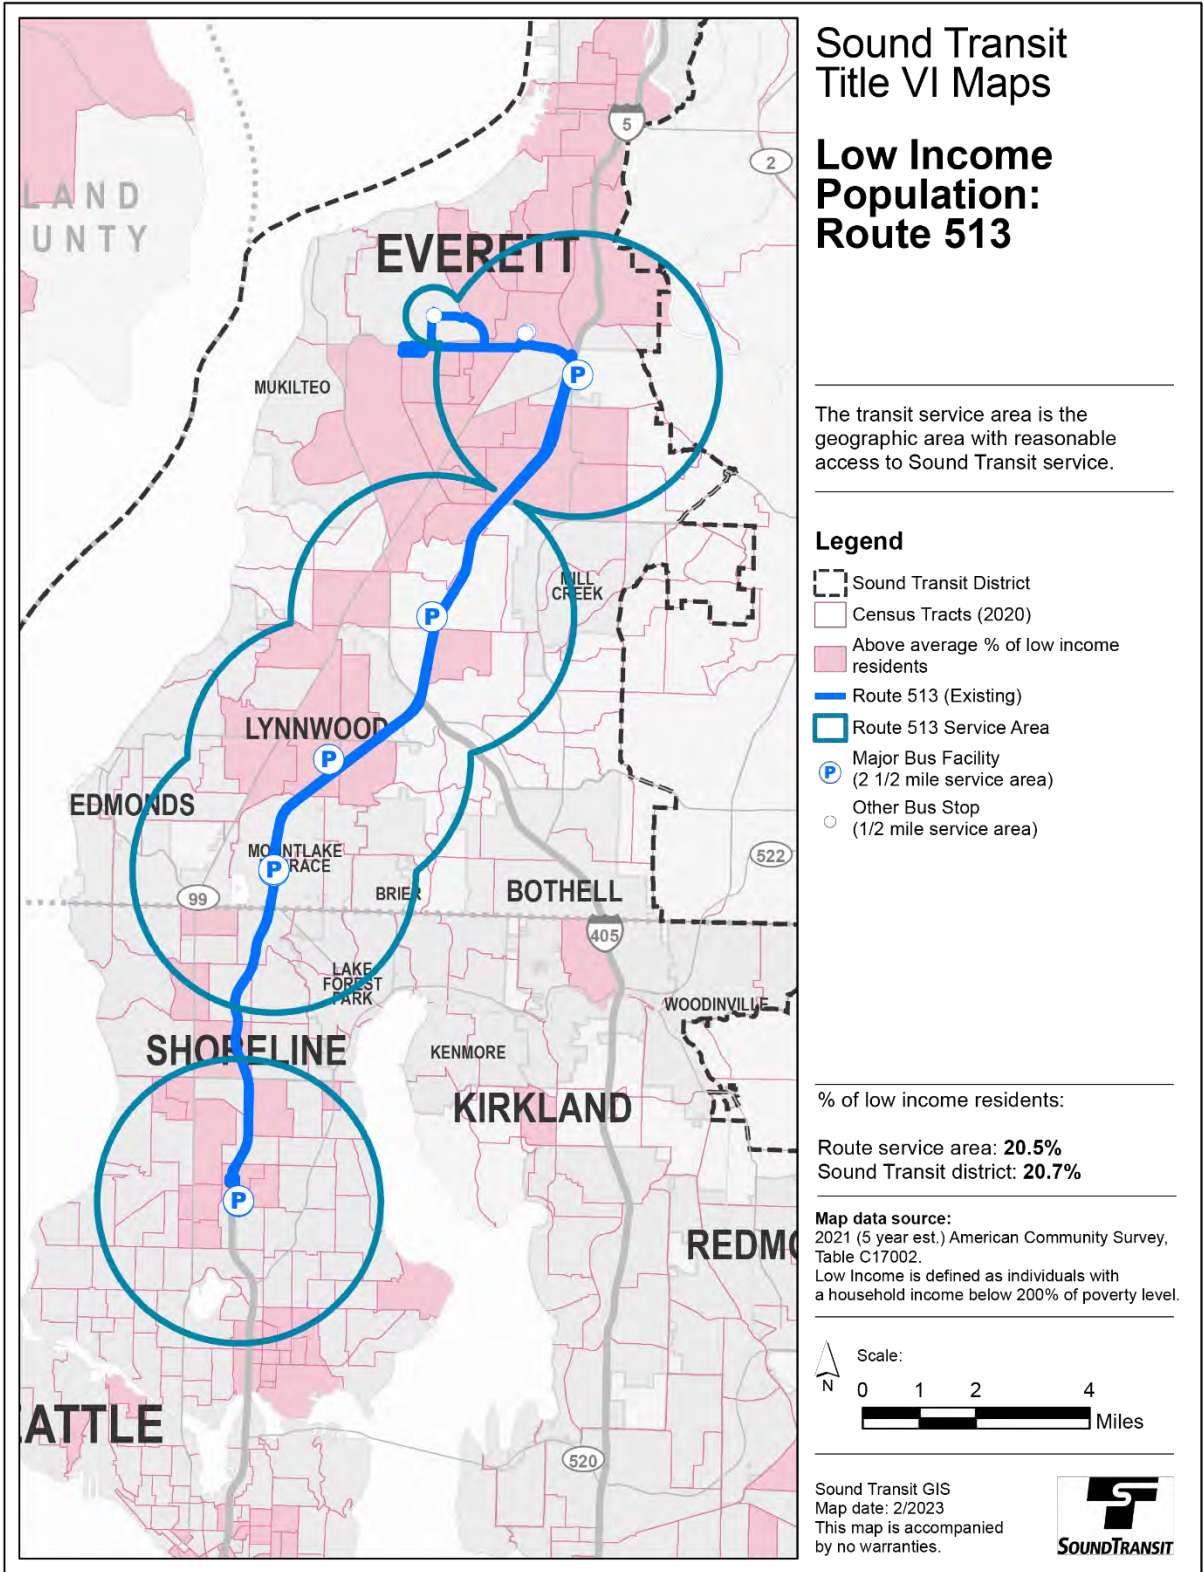 Sound Transit
Title VI Maps
Low Income
Population:
Route 513
The transit service area is the
geographic area with reasonable
access to Sound Transit service.
Legend
Sound Transit District
Census Tracts (2020)
Above average % of low income
residents
Route 513 (Existing)
Route 513 Service Area
P
Major Bus Facility
(2 1/2 mile service area)
Other Bus Stop
(1/2 mile service area)
% of low income residents:
Route service area: 20.5%
Sound Transit district: 20.7%
Map data source:
2021 (5 year est.) American Community Survey,
Table C17002.
Low Income is defined as individuals with
a household income below 200% of poverty level.
N
Scale:
0 1 2 4
Miles
Sound Transit GIS
Map date: 2/2023
This map is accompanied
by no warranties.
SOUNDTRANSIT
5
2
LAND
UNTY
EVERETT
P
MUKILTEO
MILL
CREEK
P
LYNNWOOD
P
EDMONDS
MOUNTLAKE
RRACE
P
522
99
BRIER
BOTHELL
405
LAKE
FOREST
PARK
WOODINVILLE
SHORELINE
KENMORE
KIRKLAND
P
REDMO
EATTLE
520